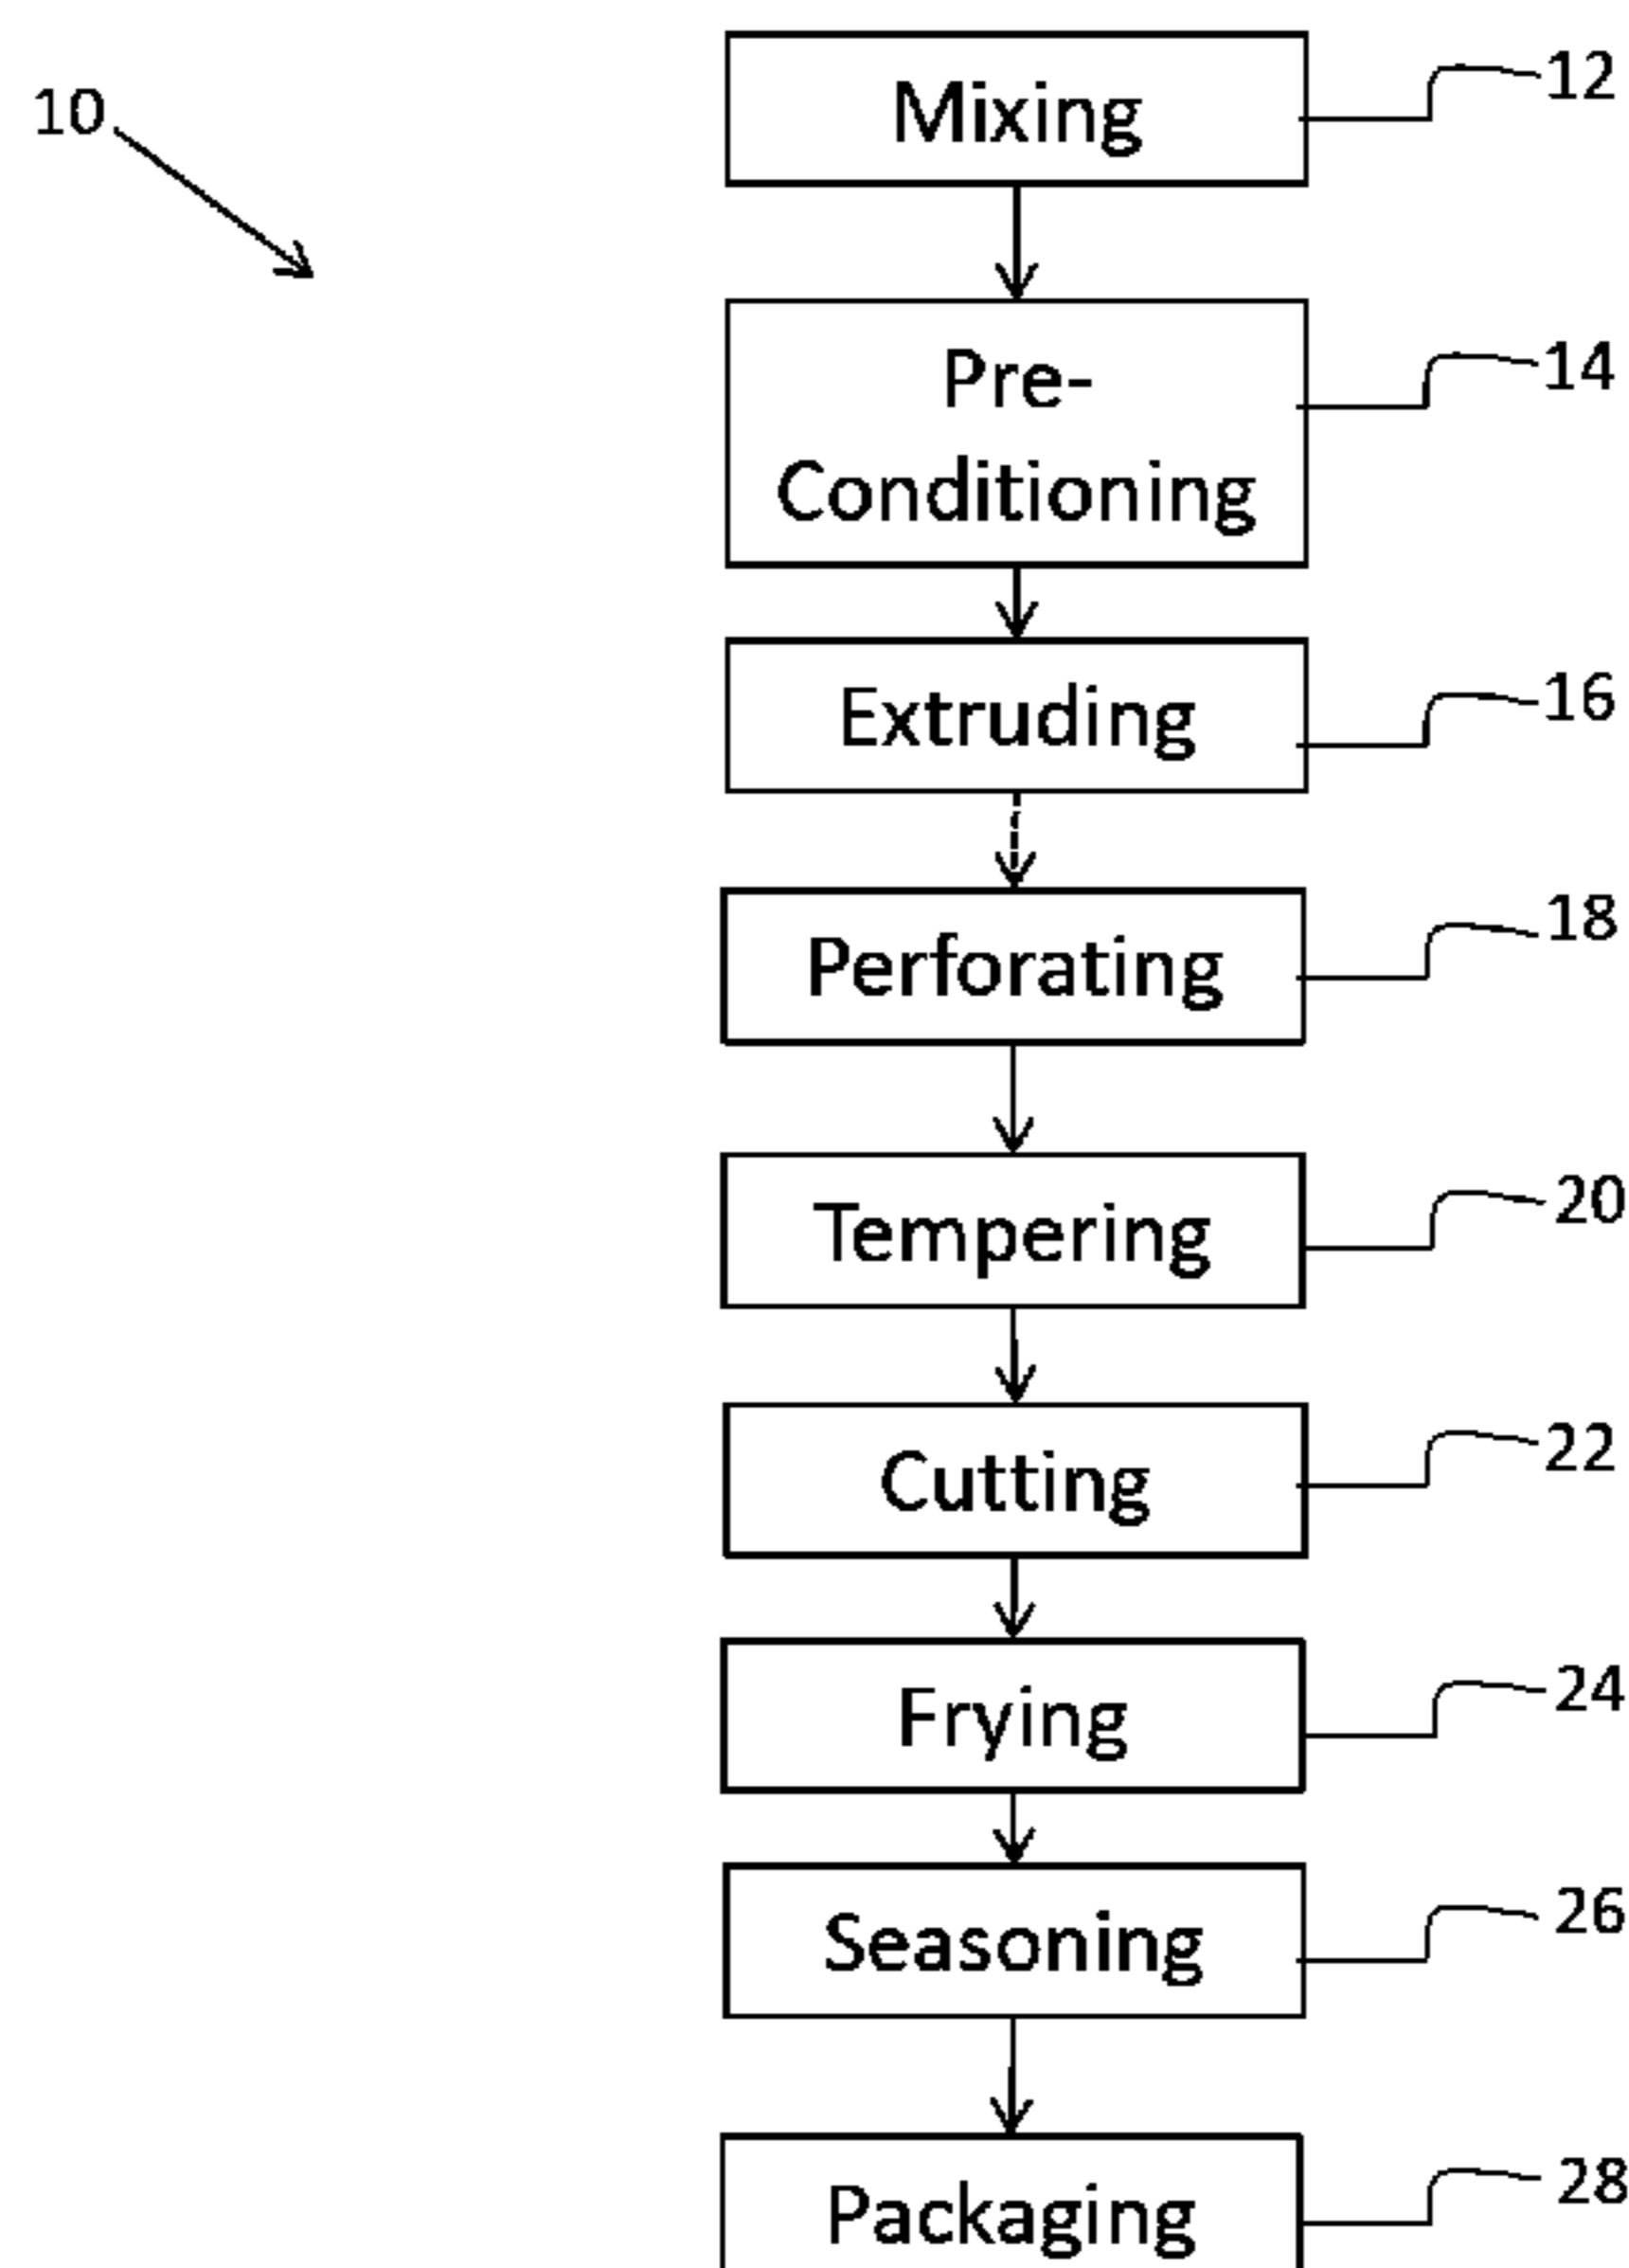 10
Mixing 12
Pre-
Conditioning 14
Extruding 16
Perforating 18
Tempering 20
Cutting 22
Frying 24
Seasoning 26
Packaging 28